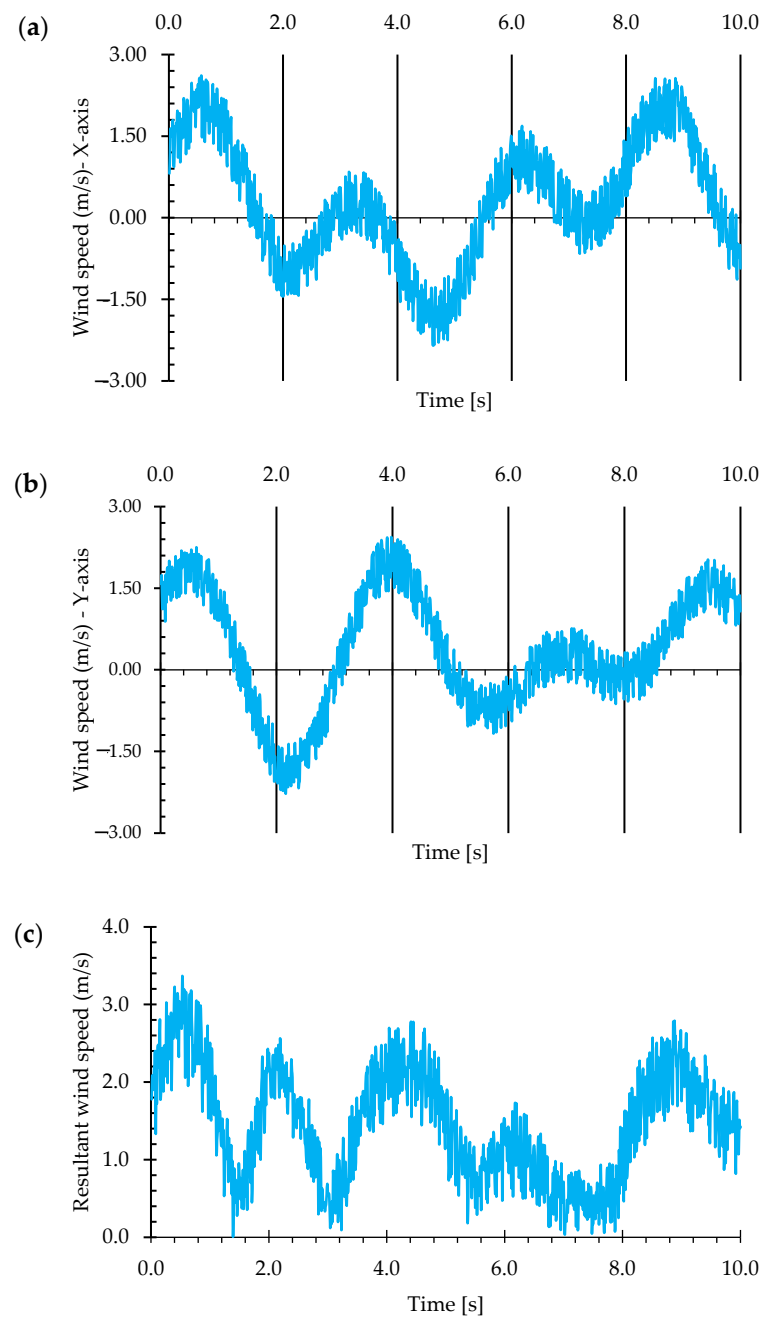 (a)
0.0 2.0 4.0 6.0 8.0 10.0
3.00
1.50
0.00
−1.50
−3.00
Wind speed (m/s)- X-axis
Time [s]
(b)
0.0 2.0 4.0 6.0 8.0 10.0
3.00
1.50
0.00
−1.50
−3.00
Wind speed (m/s) - Y-axis
Time [s]
(c)
4.0
3.0
2.0
1.0
0.0
Resultant wind speed (m/s)
0.0 2.0 4.0 6.0 8.0 10.0
Time [s]